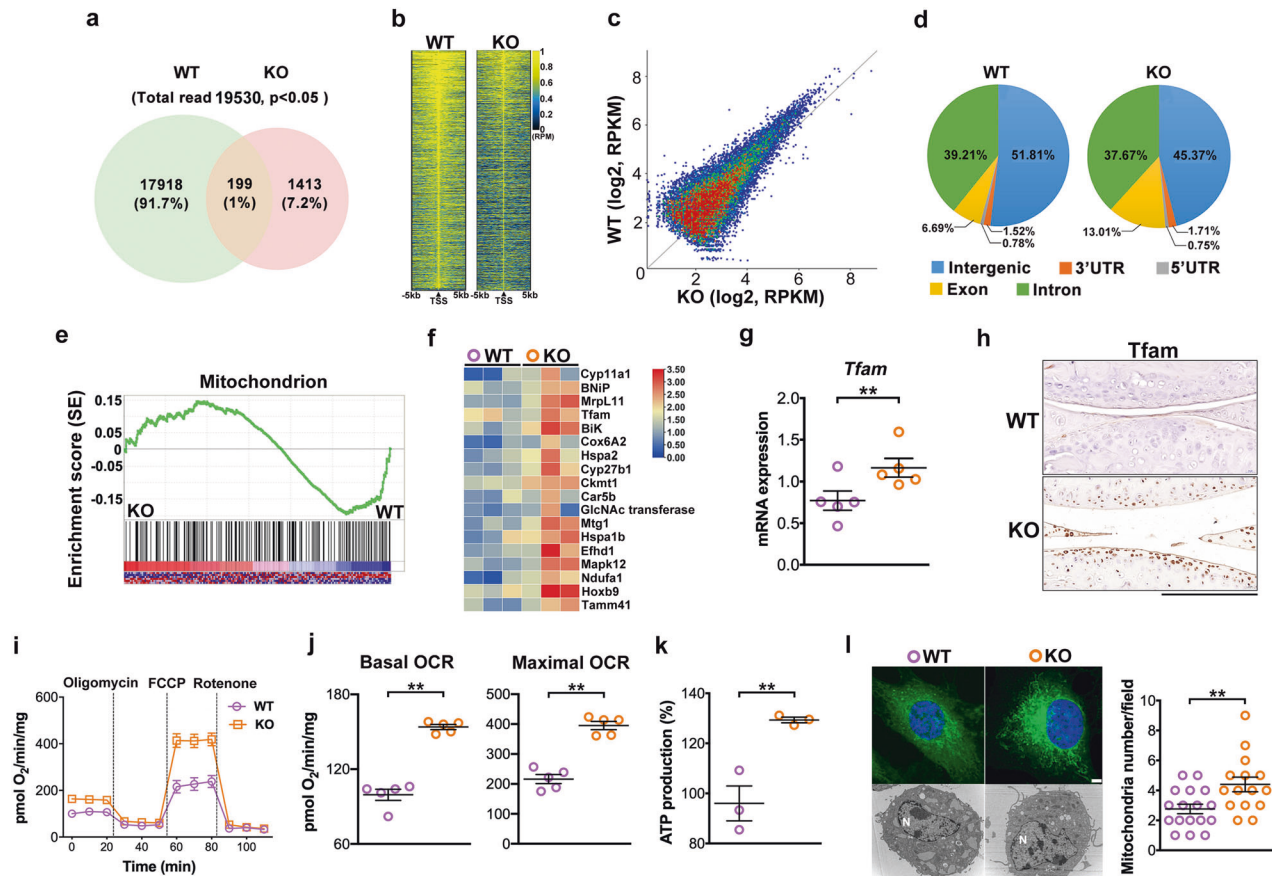 a
WT KO
(Total read 19530, p<0.05 )
17918 199 1413
(91.7%) (1%) (7.2%)
b
WT KO
1
0.8
0.6
0.4
0.2
0
(RPM)
-5kb 5kb -5kb 5kb
TSS TSS
c
WT (log2, RPKM)
8
6
4
2
0
2 4 6 8
KO (log2, RPKM)
d
WT KO
39.21% 51.81% 37.67% 45.37%
6.69% 1.52% 13.01% 1.71%
0.78% 0.75%
Intergenic 3'UTR 5'UTR
Exon Intron
e
Mitochondrion
Enrichment score (SE)
0.15
0.05
0
-0.05
-0.15
KO WT
f
WT KO
Cyp11a1
BNiP
MrpL11
Tfam
BiK
Cox6A2
Hspa2
Cyp27b1
Ckmt1
Car5b
GlcNAc transferase
Mtg1
Hspa1b
Efhd1
Mapk12
Ndufa1
Hoxb9
Tamm41
3.50
3.00
2.50
2.00
1.50
1.00
0.50
0.00
g
Tfam
**
mRNA expression
2.0
1.5
1.0
0.5
0.0
h
Tfam
WT
KO
i
Oligomycin FCCP Rotenone
WT
KO
pmol O2/min/mg
600
400
200
0
0 20 40 60 80 100
Time (min)
j
Basal OCR Maximal OCR
** **
pmol O2/min/mg
180
140
100
60
500
400
300
200
100
0
k
**
ATP production (%)
140
120
100
80
l
WT KO
N N
**
Mitochondria number/field
10
8
6
4
2
0